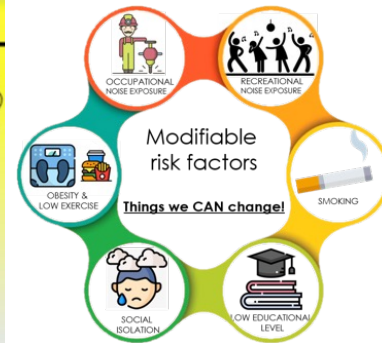 OCCUPATIONAL
NOISE EXPOSURE
RECREATIONAL
NOISE EXPOSURE
Modifiable
risk factors
Things we CAN change!
OBESITY &
LOW EXERCISE
SMOKING
SOCIAL
ISOLATION
LOW EDUCATIONAL
LEVEL